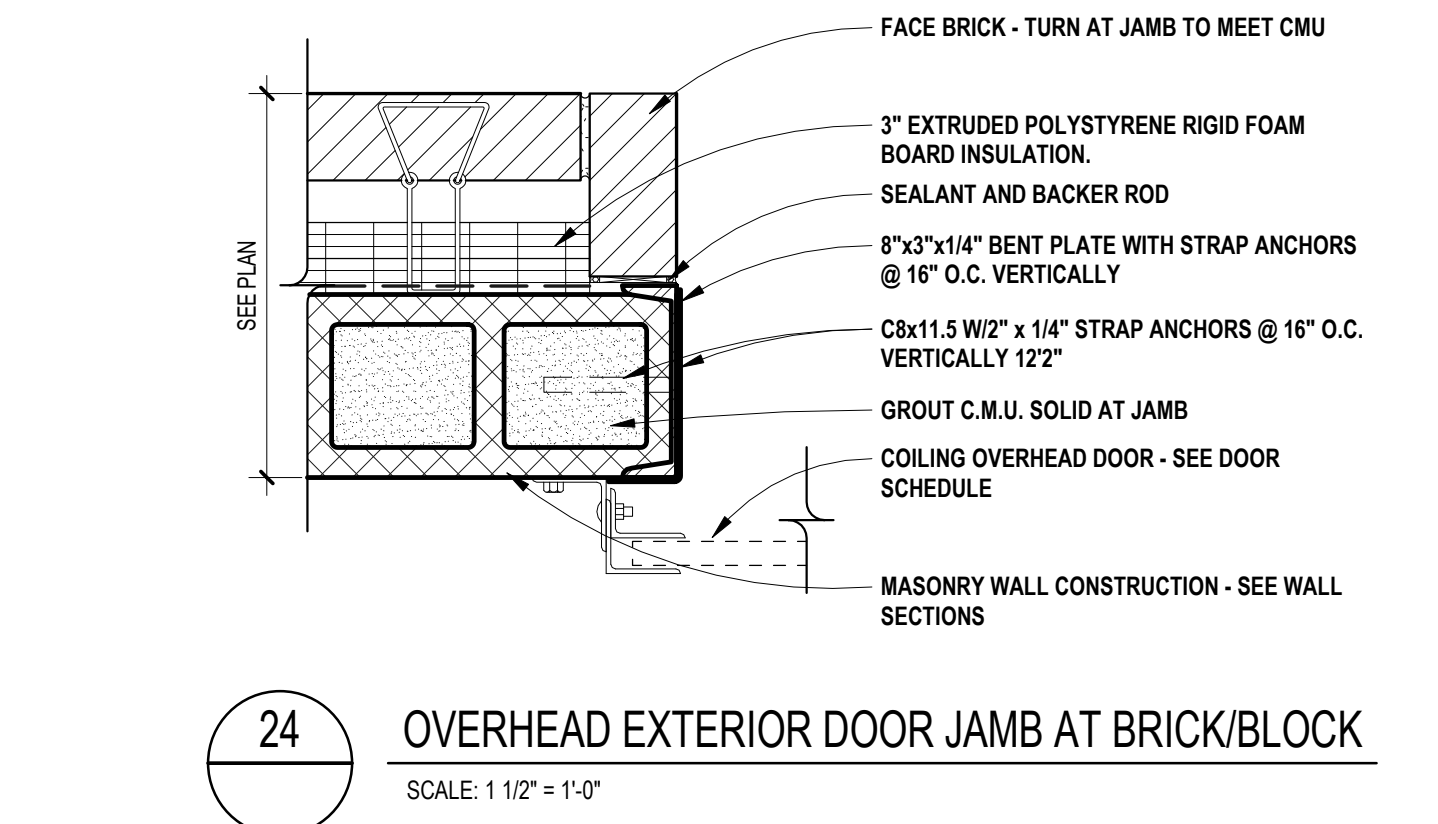 FACE BRICK - TURN AT JAMB TO MEET CMU
3" EXTRUDED POLYSTYRENE RIGID FOAM
BOARD INSULATION.
SEALANT AND BACKER ROD
8"x3"x1/4" BENT PLATE WITH STRAP ANCHORS
@ 16" O.C. VERTICALLY
C8x11.5 W/2" x 1/4" STRAP ANCHORS @ 16" O.C.
VERTICALLY 12'2"
GROUT C.M.U. SOLID AT JAMB
COILING OVERHEAD DOOR - SEE DOOR
SCHEDULE
MASONRY WALL CONSTRUCTION - SEE WALL
SECTIONS
SEE PLAN
24
OVERHEAD EXTERIOR DOOR JAMB AT BRICK/BLOCK
SCALE: 1 1/2" = 1'-0"